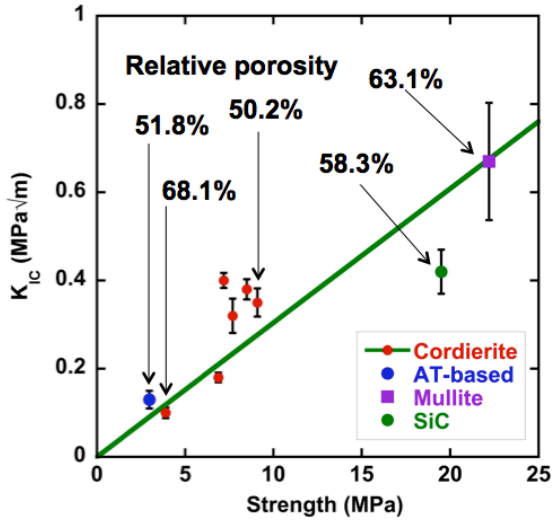 Relative porosity
63.1%
50.2%
51.8%
58.3%
68.1%
1
0.8
0.6
0.4
0.2
0
K_IC (MPa√m)
0
5
10
15
20
25
Strength (MPa)
Cordierite
AT-based
Mullite
SiC